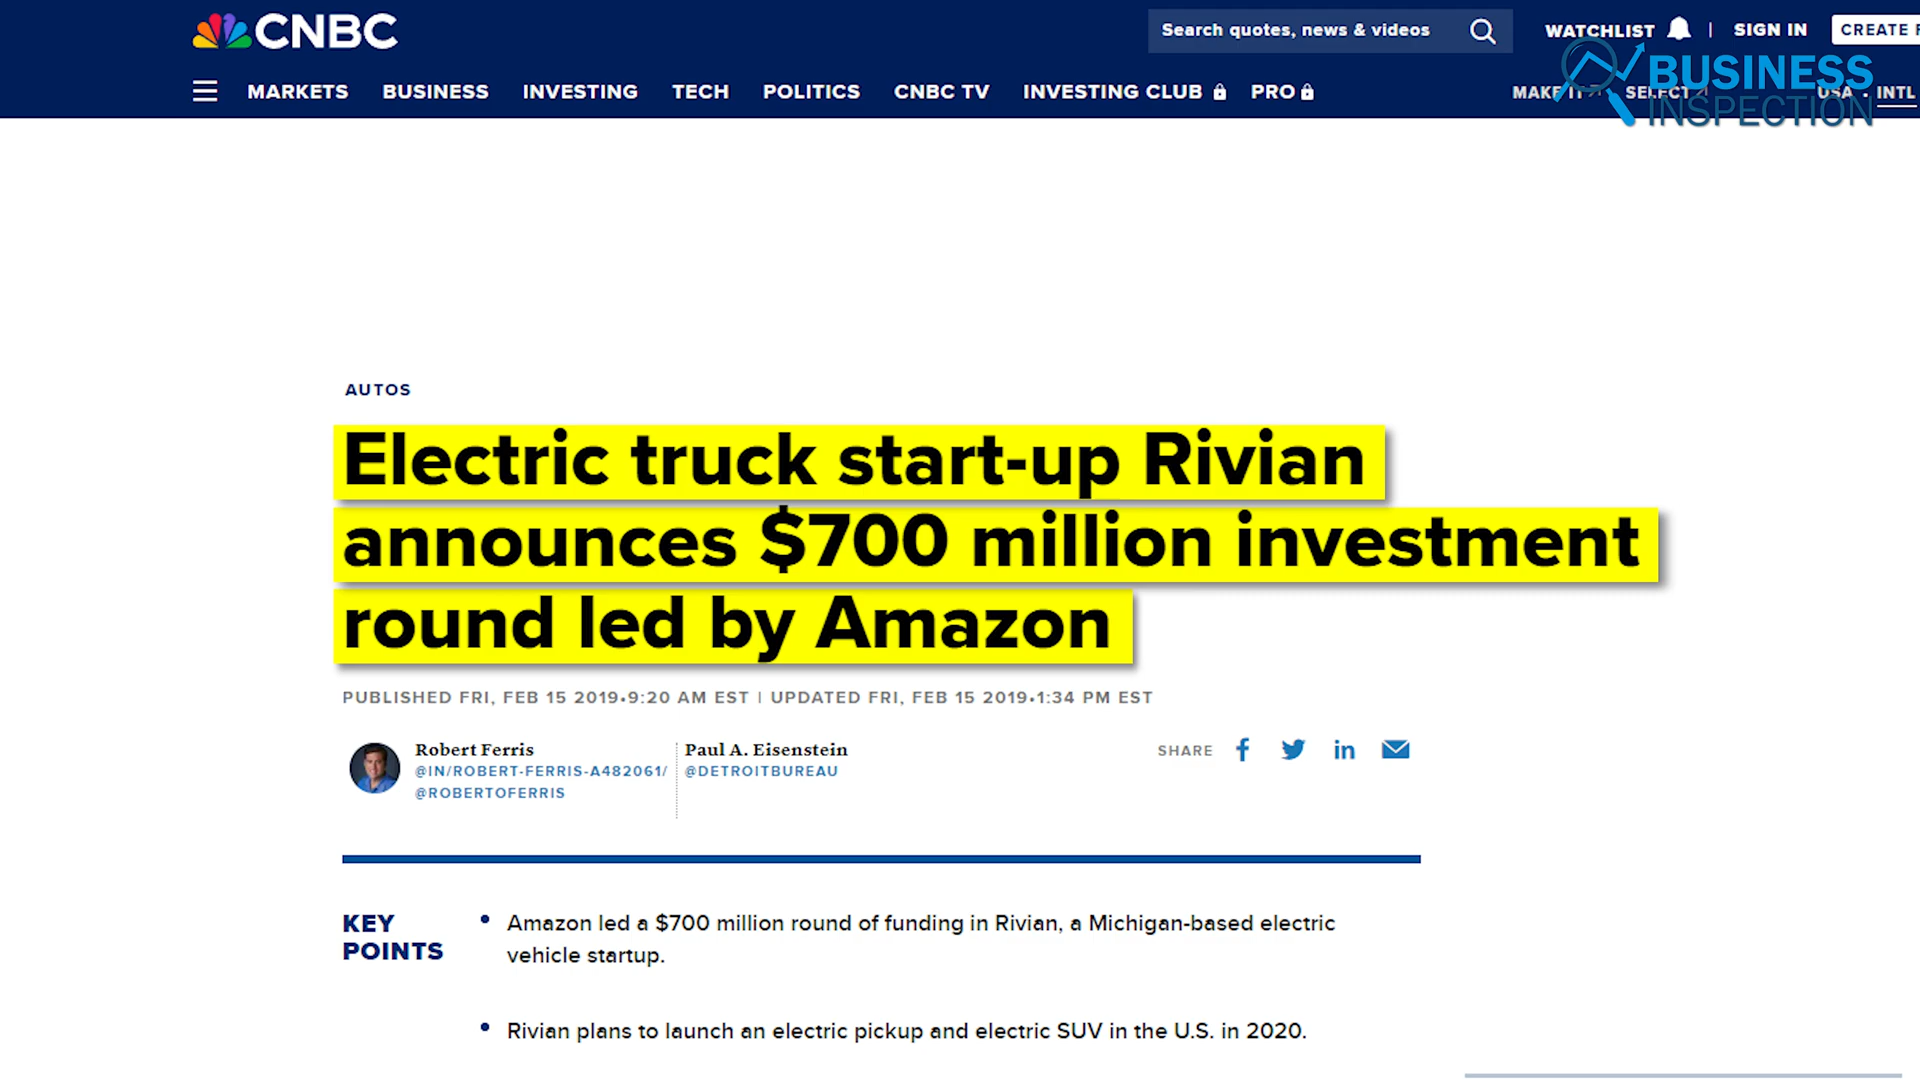 CNBC
Search quotes, news & videos
WATCHLIST | SIGN IN
CREATE F
MARKETS BUSINESS INVESTING TECH POLITICS CNBC TV INVESTING CLUB PRO
MAKE IT SELECT USA • INTL
BUSINESS
INSPECTION
AUTOS
Electric truck start-up Rivian
announces $700 million investment
round led by Amazon
PUBLISHED FRI, FEB 15 2019•9:20 AM EST | UPDATED FRI, FEB 15 2019•1:34 PM EST
Robert Ferris
@IN/ROBERT-FERRIS-A482061/
@ROBERTOFERRIS
Paul A. Eisenstein
@DETROITBUREAU
SHARE
KEY
POINTS
• Amazon led a $700 million round of funding in Rivian, a Michigan-based electric
vehicle startup.
• Rivian plans to launch an electric pickup and electric SUV in the U.S. in 2020.